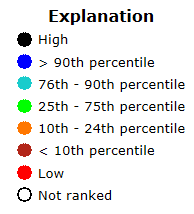 Explanation
High
> 90th percentile
76th - 90th percentile
25th - 75th percentile
10th - 24th percentile
< 10th percentile
Low
Not ranked